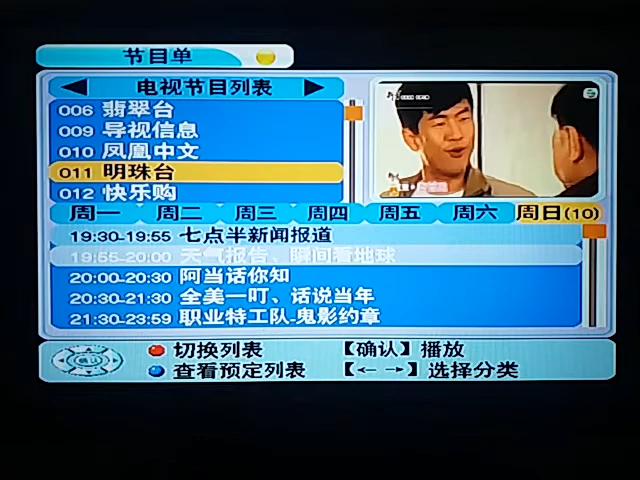 节目单
电视节目列表
006 翡翠台
009 导视信息
010 凤凰中文
011 明珠台
012 快乐购
周一 周二 周三 周四 周五 周六 周日(10)
19:30-19:55 七点半新闻报道
19:55-20:00 天气报告、瞬间看地球
20:00-20:30 阿当话你知
20:30-21:30 全美一叮、话说当年
21:30-23:59 职业特工队-鬼影约章
确认 切换列表 【确认】播放
查看预定列表 【←→】选择分类